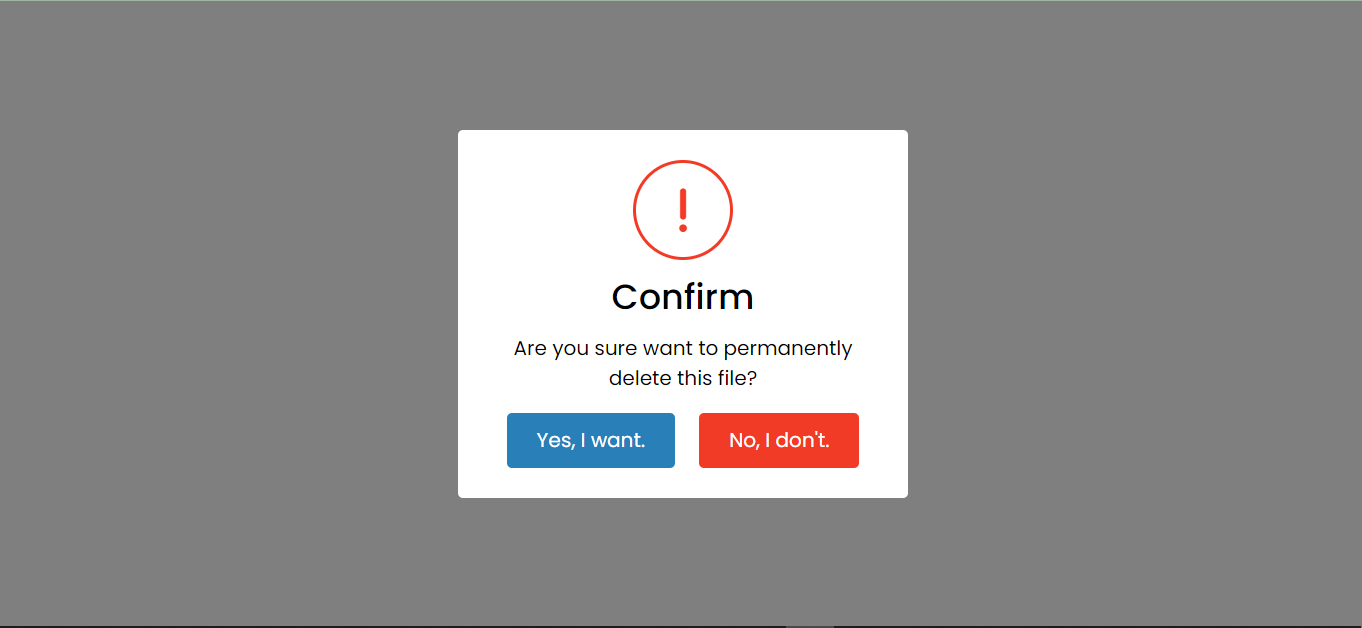 Confirm
Are you sure want to permanently
delete this file?
Yes, I want.
No, I don't.